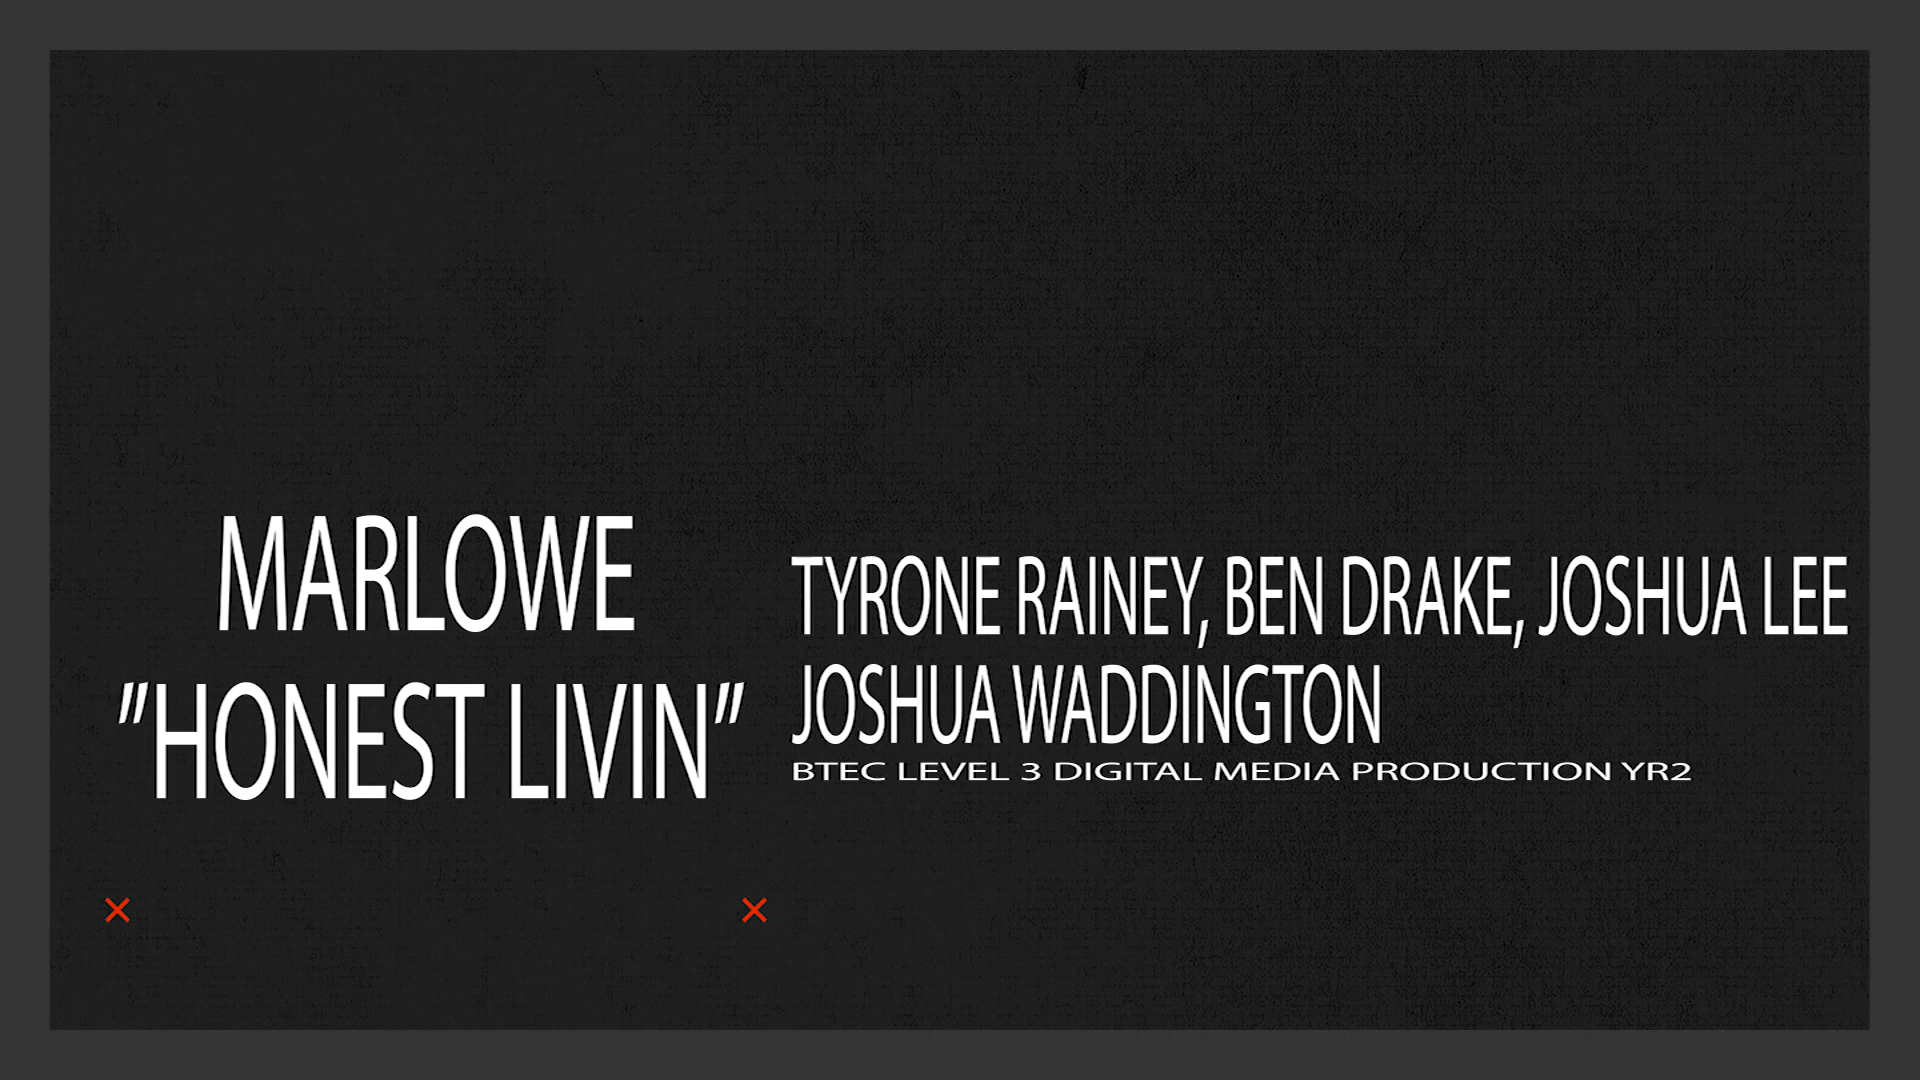 MARLOWE
"HONEST LIVIN"
TYRONE RAINEY, BEN DRAKE, JOSHUA LEE
JOSHUA WADDINGTON
BTEC LEVEL 3 DIGITAL MEDIA PRODUCTION YR2